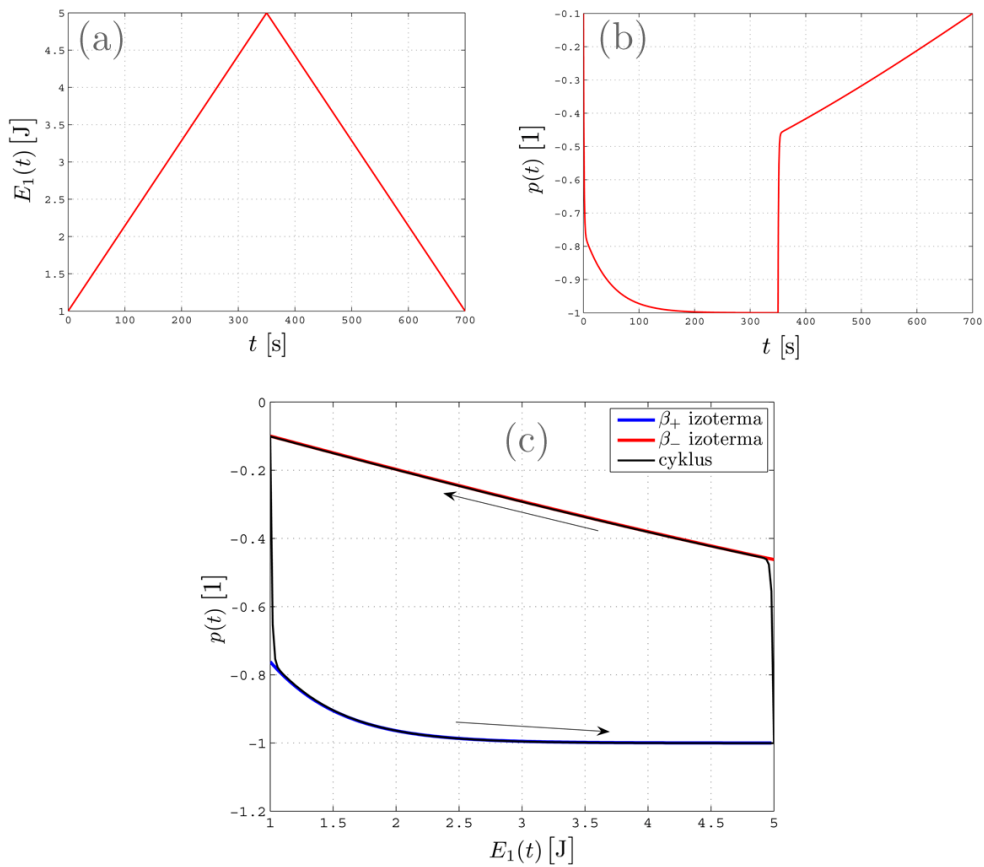 (a)
E₁(t) [J]
5
4.5
4
3.5
3
2.5
2
1.5
1
0 100 200 300 400 500 600 700
t [s]
(b)
p(t) [1]
-0.1
-0.2
-0.3
-0.4
-0.5
-0.6
-0.7
-0.8
-0.9
-1
0 100 200 300 400 500 600 700
t [s]
(c)
β₊ izoterma
β₋ izoterma
cyklus
p(t) [1]
0
-0.2
-0.4
-0.6
-0.8
-1
-1.2
1 1.5 2 2.5 3 3.5 4 4.5 5
E₁(t) [J]